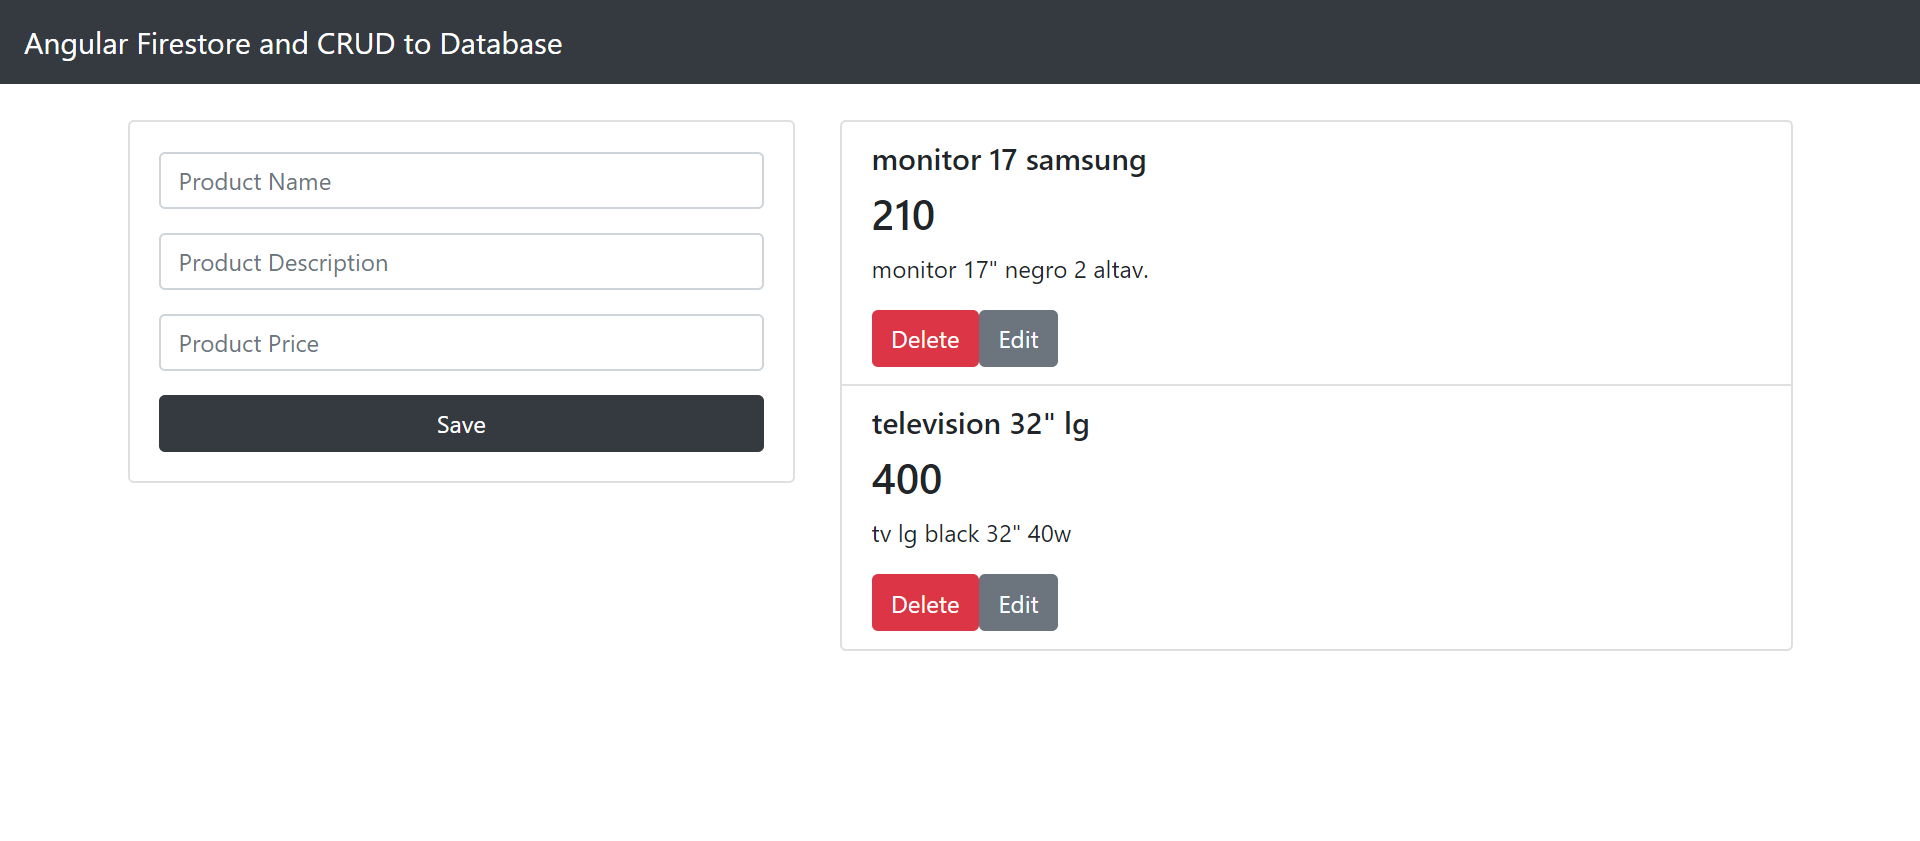 Angular Firestore and CRUD to Database
Product Name
Product Description
Product Price
Save
monitor 17 samsung
210
monitor 17" negro 2 altav.
Delete Edit
television 32" lg
400
tv lg black 32" 40w
Delete Edit